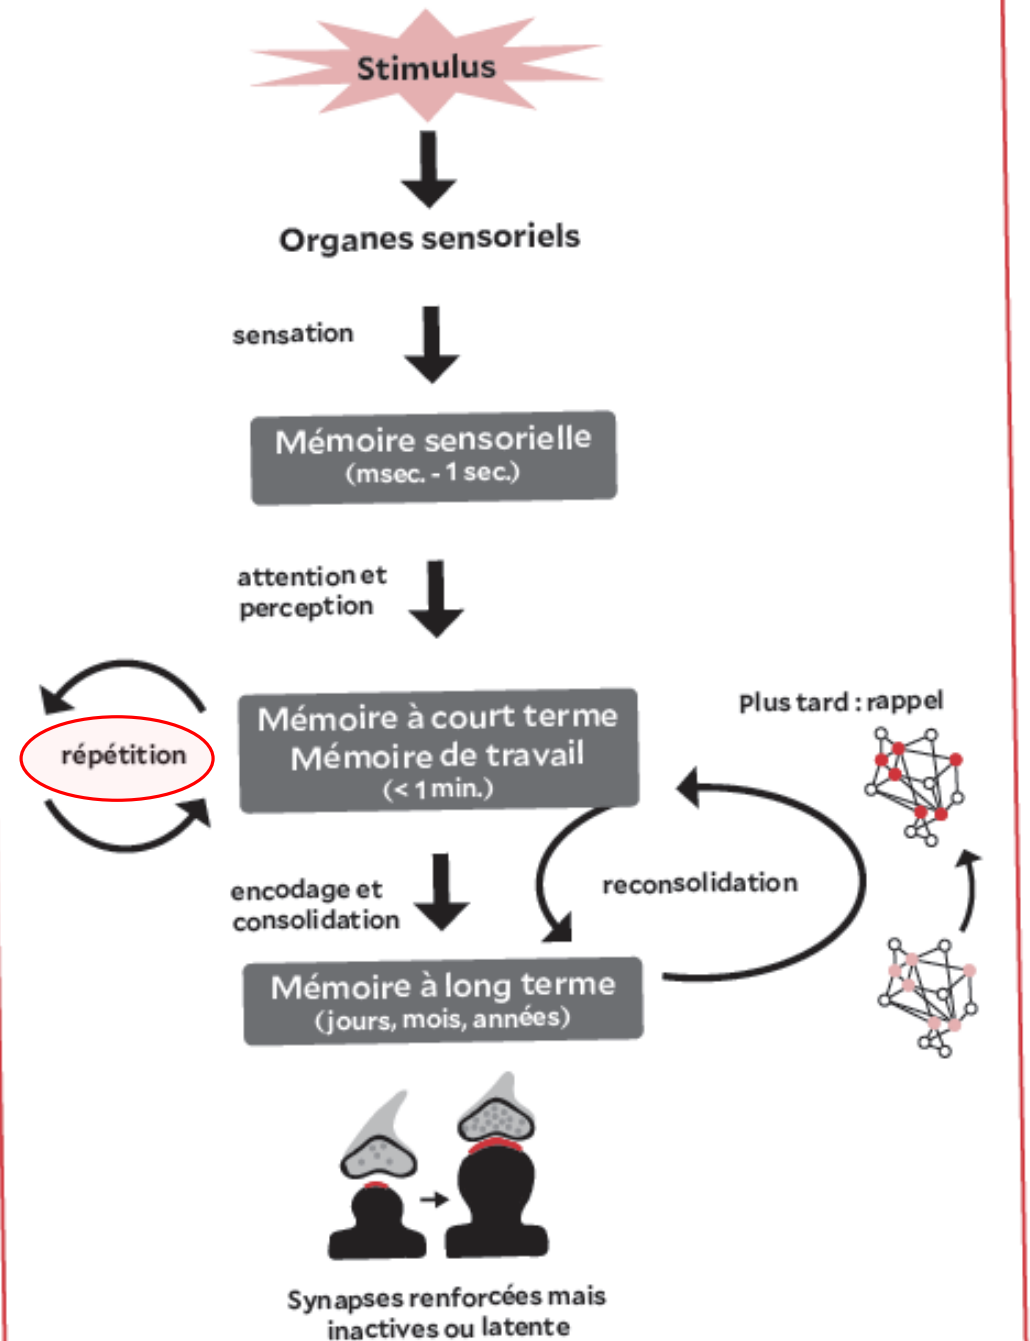 Stimulus
Organes sensoriels
sensation
Mémoire sensorielle
(msec. - 1 sec.)
attention et
perception
répétition
Mémoire à court terme
Mémoire de travail
(< 1 min.)
Plus tard : rappel
encodage et
consolidation
reconsolidation
Mémoire à long terme
(jours, mois, années)
Synapses renforcées mais
inactives ou latente